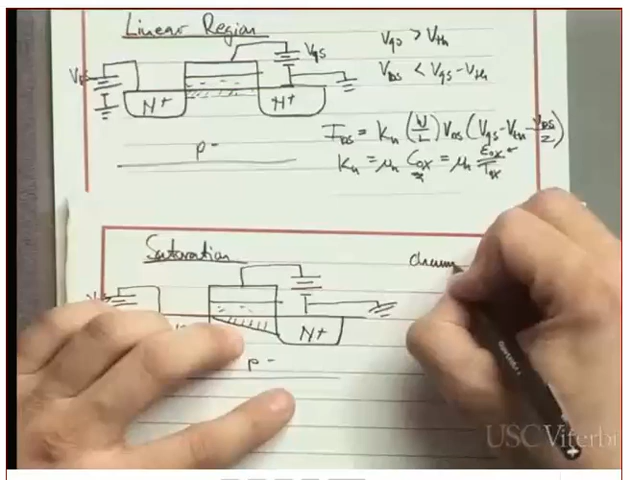 Linear Region
Vgs > Vth
Vgs
VDS
VDS < Vgs - Vth
N+ N+
IDS = Kn (W/L) VDS (Vgs - Vth - VDS/2)
P-
Kn = μn Cox = μn εox/Tox
Saturation
N+
P-
USC Viterbi